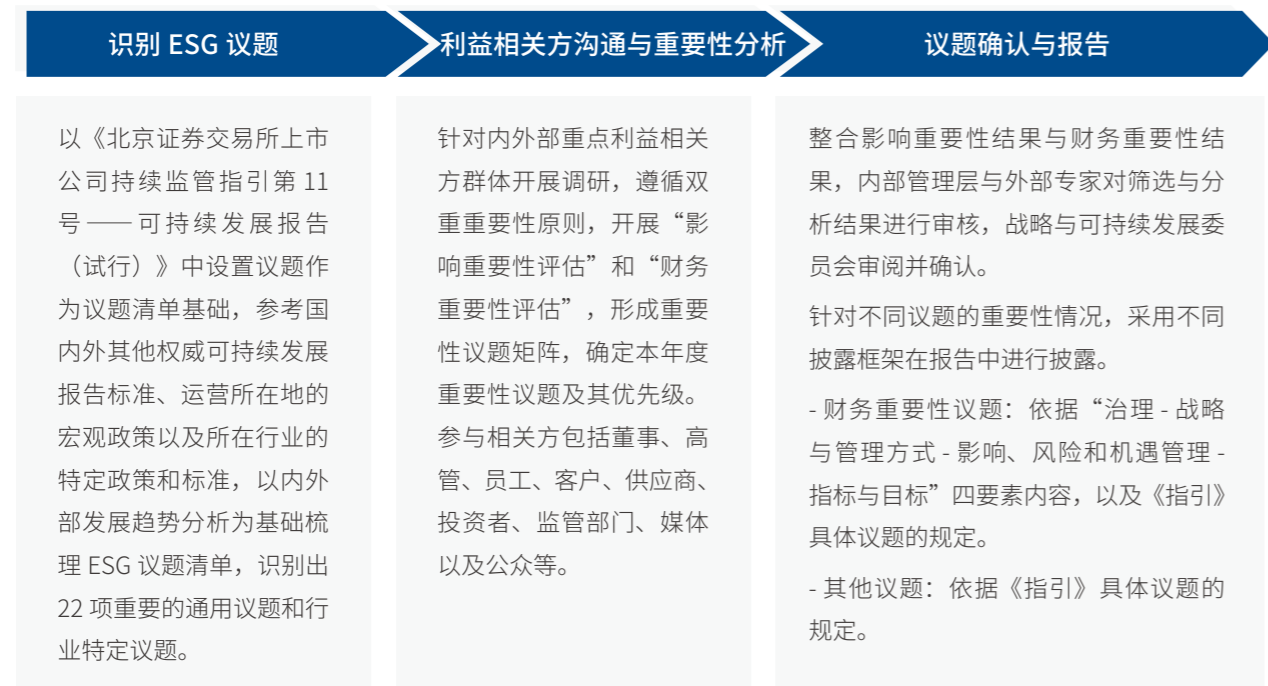 识别 ESG 议题
利益相关方沟通与重要性分析
议题确认与报告
以《北京证券交易所上市
公司持续监管指引第 11
号——可持续发展报告
（试行）》中设置议题作
为议题清单基础，参考国
内外其他权威可持续发展
报告标准、运营所在地的
宏观政策以及所在行业的
特定政策和标准，以内外
部发展趋势分析为基础梳
理 ESG 议题清单，识别出
22 项重要的通用议题和行
业特定议题。
针对内外部重点利益相关
方群体开展调研，遵循双
重重要性原则，开展“影
响重要性评估”和“财务
重要性评估”，形成重要
性议题矩阵，确定本年度
重要性议题及其优先级。
参与相关方包括董事、高
管、员工、客户、供应商、
投资者、监管部门、媒体
以及公众等。
整合影响重要性结果与财务重要性结
果，内部管理层与外部专家对筛选与分
析结果进行审核，战略与可持续发展委
员会审阅并确认。
针对不同议题的重要性情况，采用不同
披露框架在报告中进行披露。
- 财务重要性议题：依据“治理 - 战略
与管理方式 - 影响、风险和机遇管理 -
指标与目标”四要素内容，以及《指引》
具体议题的规定。
- 其他议题：依据《指引》具体议题的
规定。